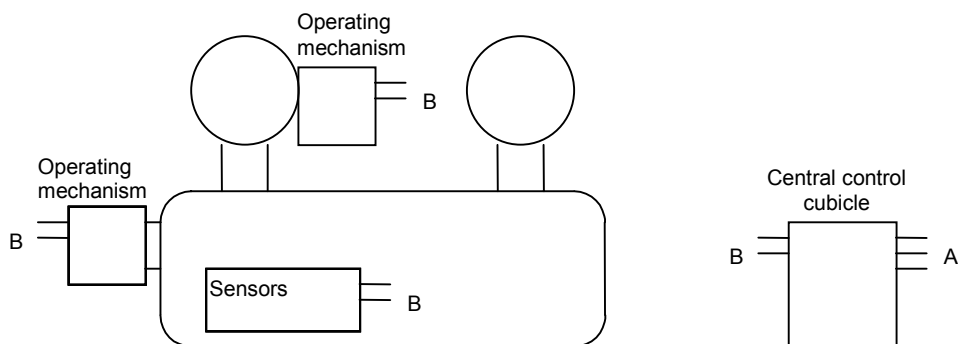 Operating
mechanism
B
Operating
mechanism
B
Sensors
B
Central control
cubicle
B
A